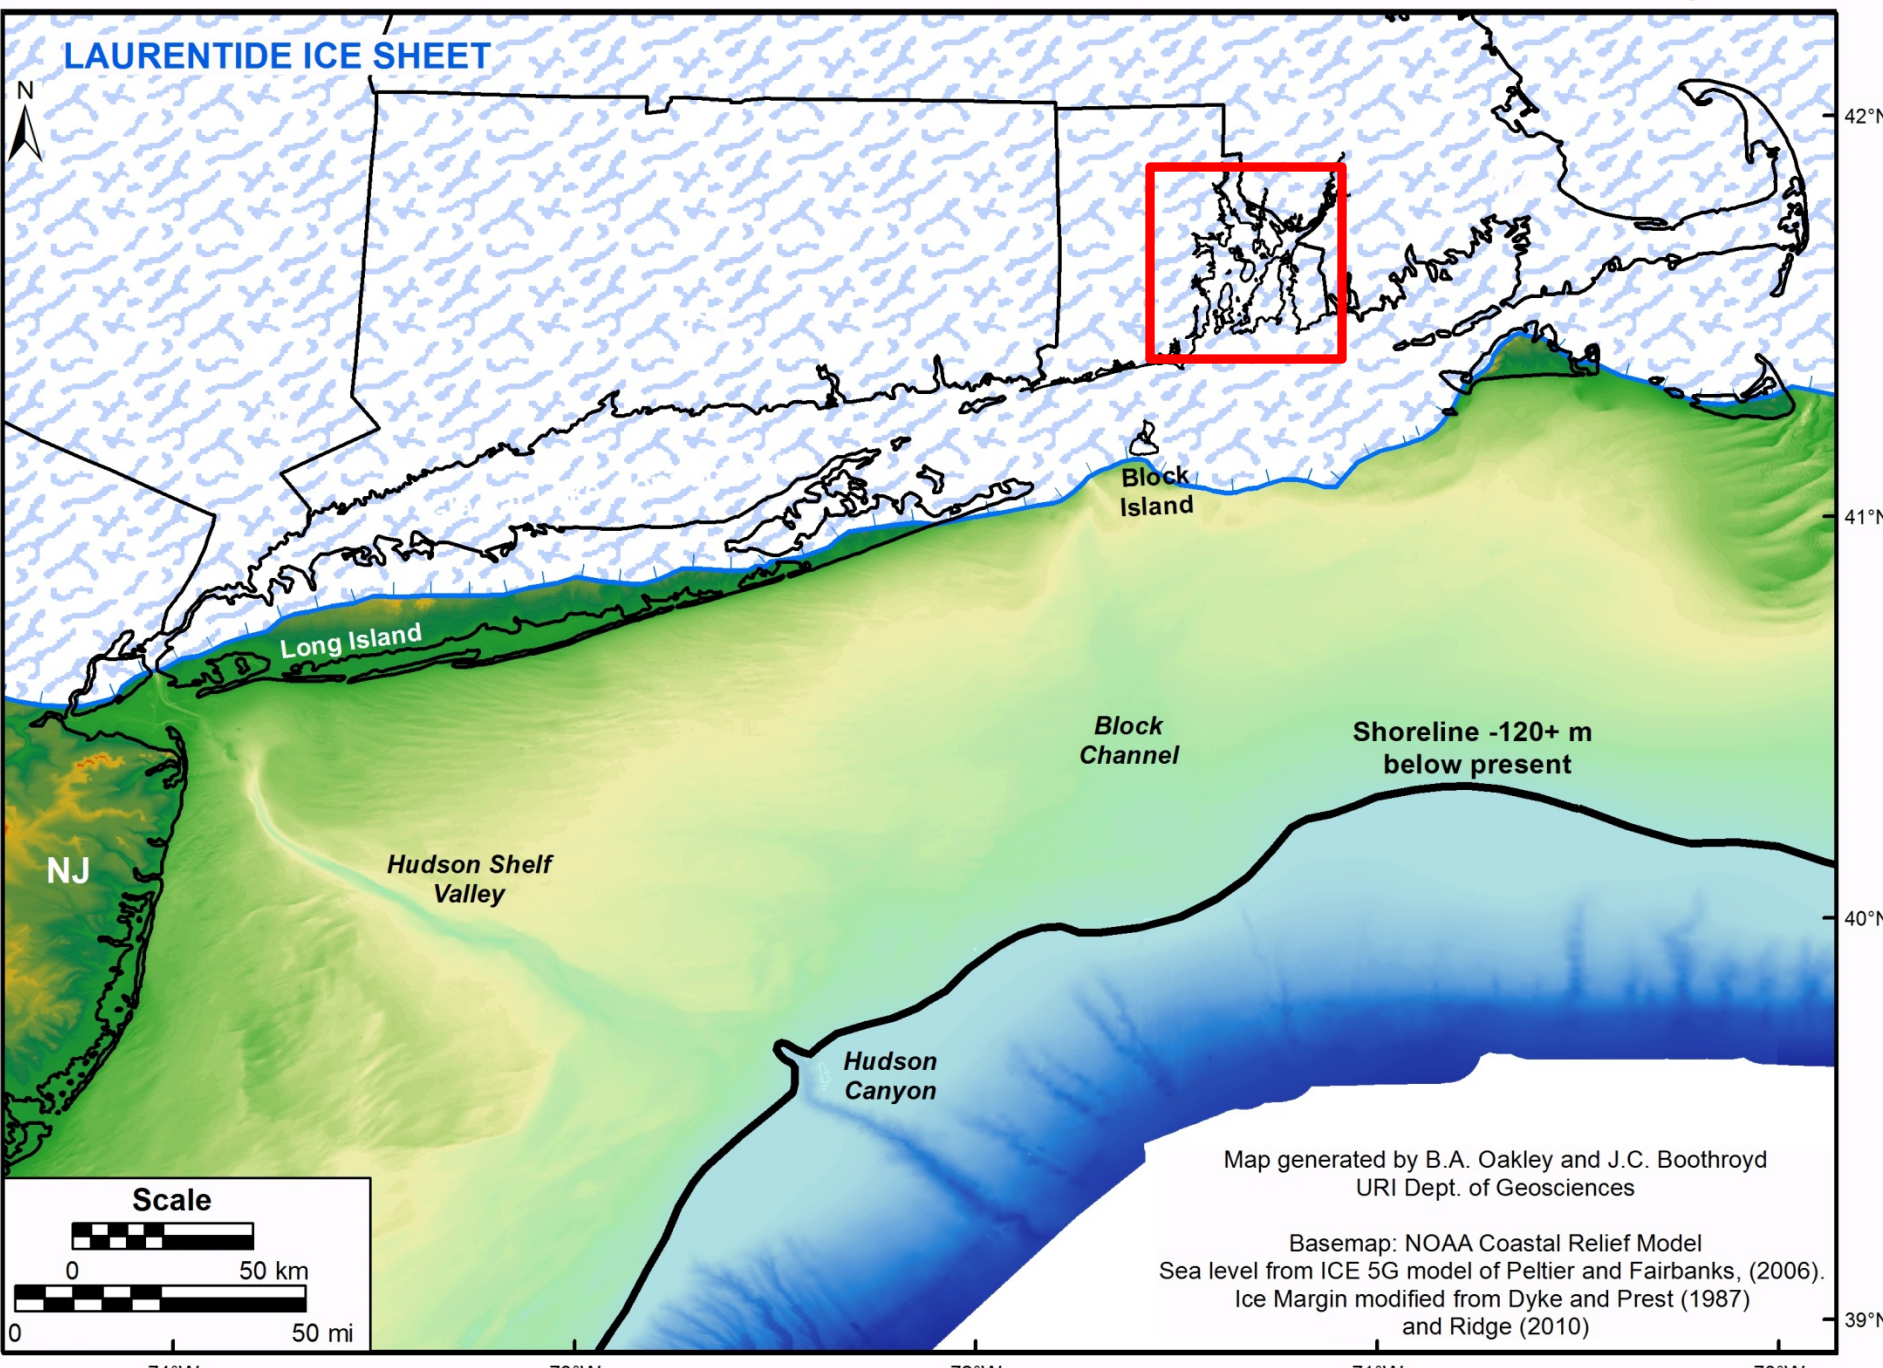 LAURENTIDE ICE SHEET
N
42°N
Block
Island
41°N
Long Island
Block
Channel
Shoreline -120+ m
below present
Hudson Shelf
Valley
NJ
40°N
Hudson
Canyon
Map generated by B.A. Oakley and J.C. Boothroyd
URI Dept. of Geosciences
Basemap: NOAA Coastal Relief Model
Sea level from ICE 5G model of Peltier and Fairbanks, (2006).
Ice Margin modified from Dyke and Prest (1987)
and Ridge (2010)
Scale
0 50 km
0 50 mi
39°N